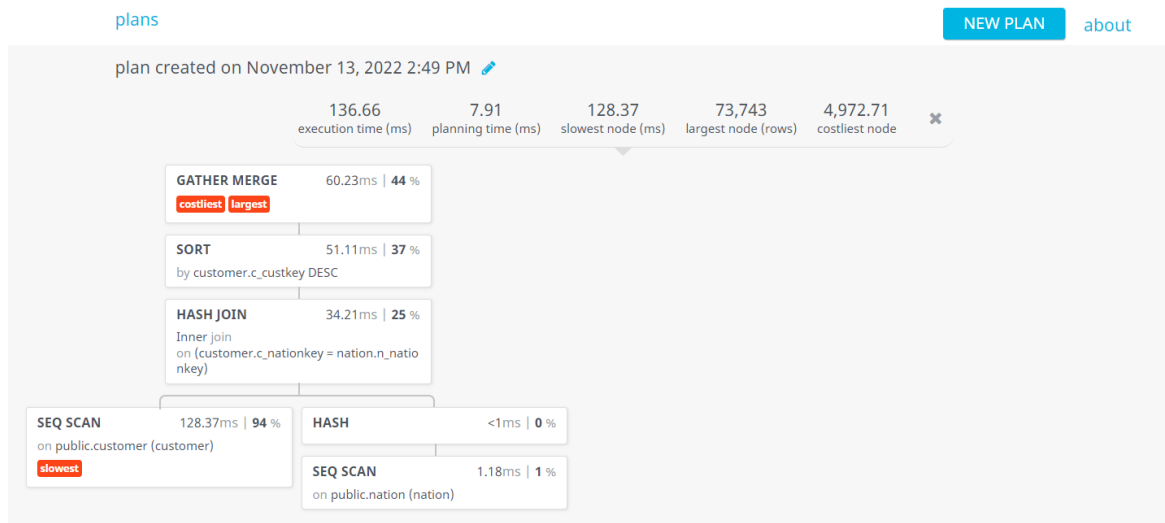 plans
NEW PLAN
about
plan created on November 13, 2022 2:49 PM
136.66
execution time (ms)
7.91
planning time (ms)
128.37
slowest node (ms)
73,743
largest node (rows)
4,972.71
costliest node
GATHER MERGE 60.23ms | 44 %
costliest largest
SORT 51.11ms | 37 %
by customer.c_custkey DESC
HASH JOIN 34.21ms | 25 %
Inner join
on (customer.c_nationkey = nation.n_natio
nkey)
SEQ SCAN 128.37ms | 94 %
on public.customer (customer)
slowest
HASH <1ms | 0 %
SEQ SCAN 1.18ms | 1 %
on public.nation (nation)